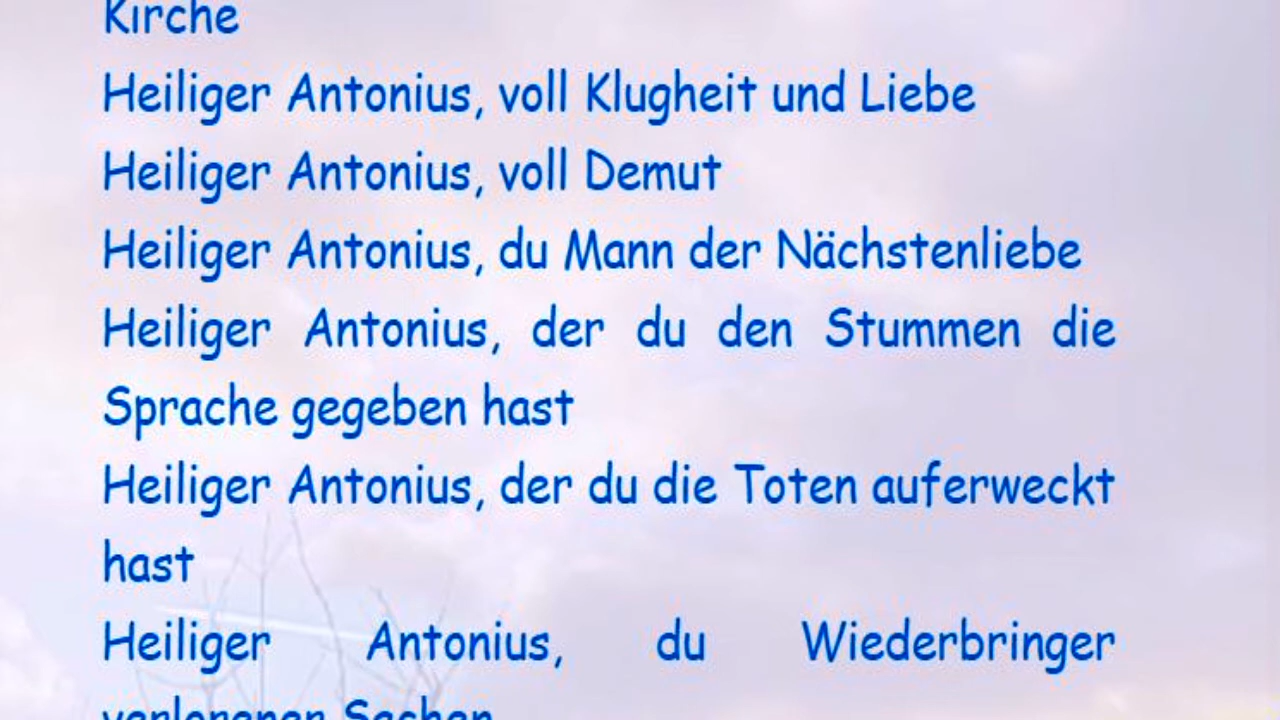 Kirche
Heiliger Antonius, voll Klugheit und Liebe
Heiliger Antonius, voll Demut
Heiliger Antonius, du Mann der Nächstenliebe
Heiliger Antonius, der du den Stummen die
Sprache gegeben hast
Heiliger Antonius, der du die Toten auferweckt
hast
Heiliger Antonius, du Wiederbringer
verlorener Sachen